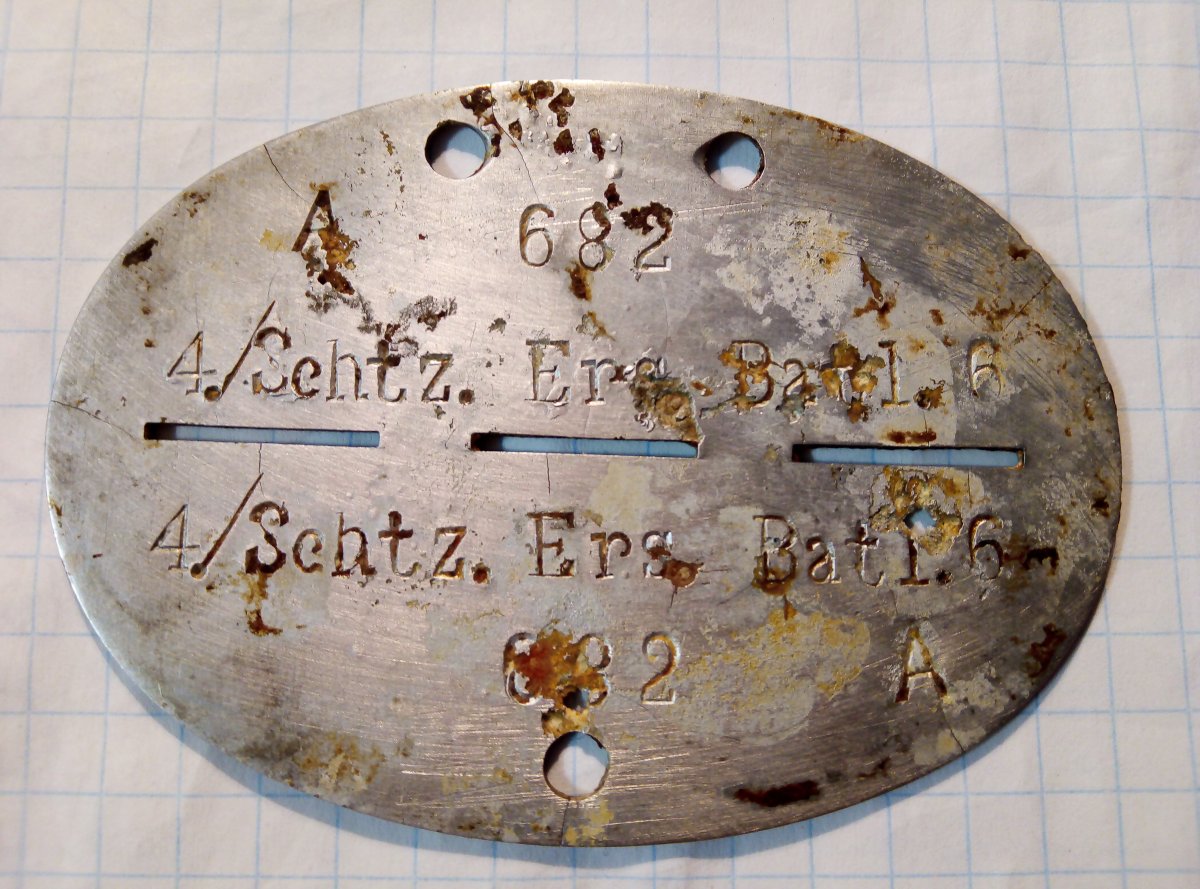 A 682
4./Schtz. Ers. Batl. 6
4./Schtz. Ers. Batl. 6
682 A